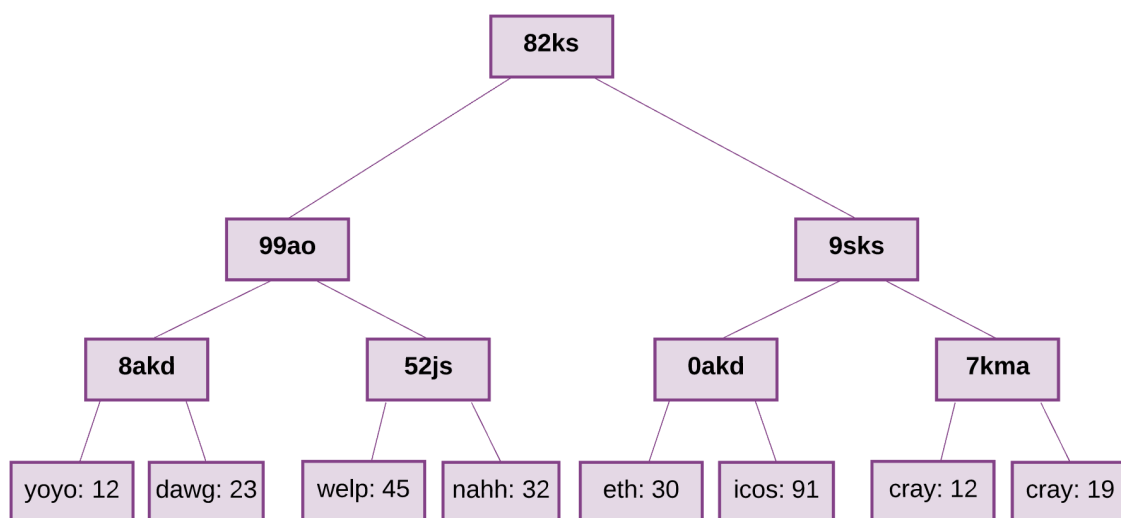 82ks
99ao
9sks
8akd
52js
0akd
7kma
yoyo: 12
dawg: 23
welp: 45
nahh: 32
eth: 30
icos: 91
cray: 12
cray: 19